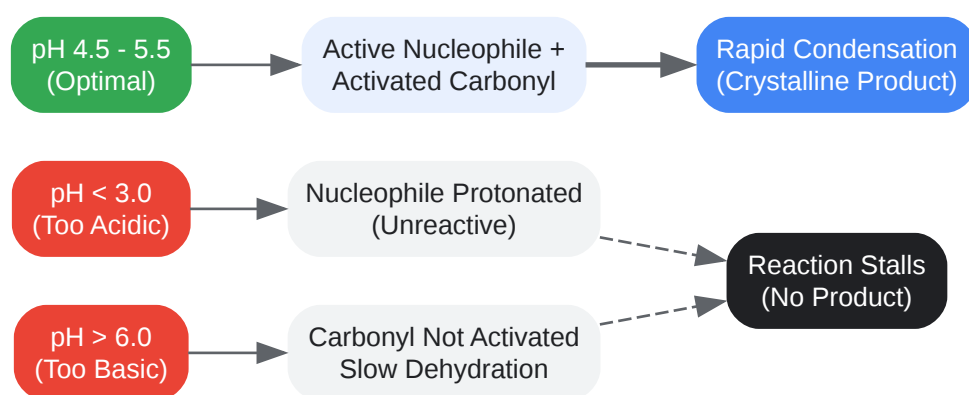 pH 4.5 - 5.5
(Optimal)
Active Nucleophile +
Activated Carbonyl
Rapid Condensation
(Crystalline Product)
pH < 3.0
(Too Acidic)
Nucleophile Protonated
(Unreactive)
Reaction Stalls
(No Product)
pH > 6.0
(Too Basic)
Carbonyl Not Activated
Slow Dehydration